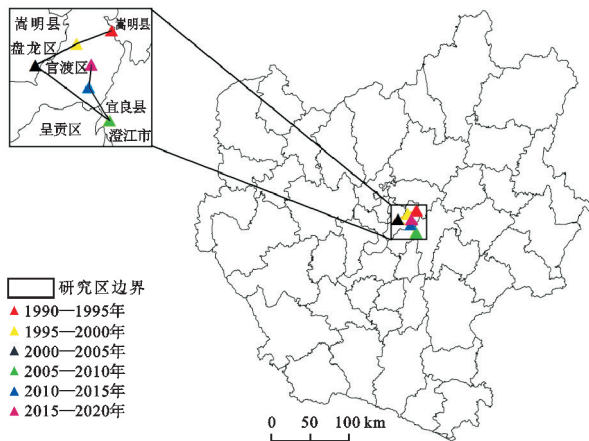 嵩明县
嵩明县
盘龙区
官渡区
宜良县
呈贡区
澄江市
研究区边界
1990—1995年
1995—2000年
2000—2005年
2005—2010年
2010—2015年
2015—2020年
0 50 100 km